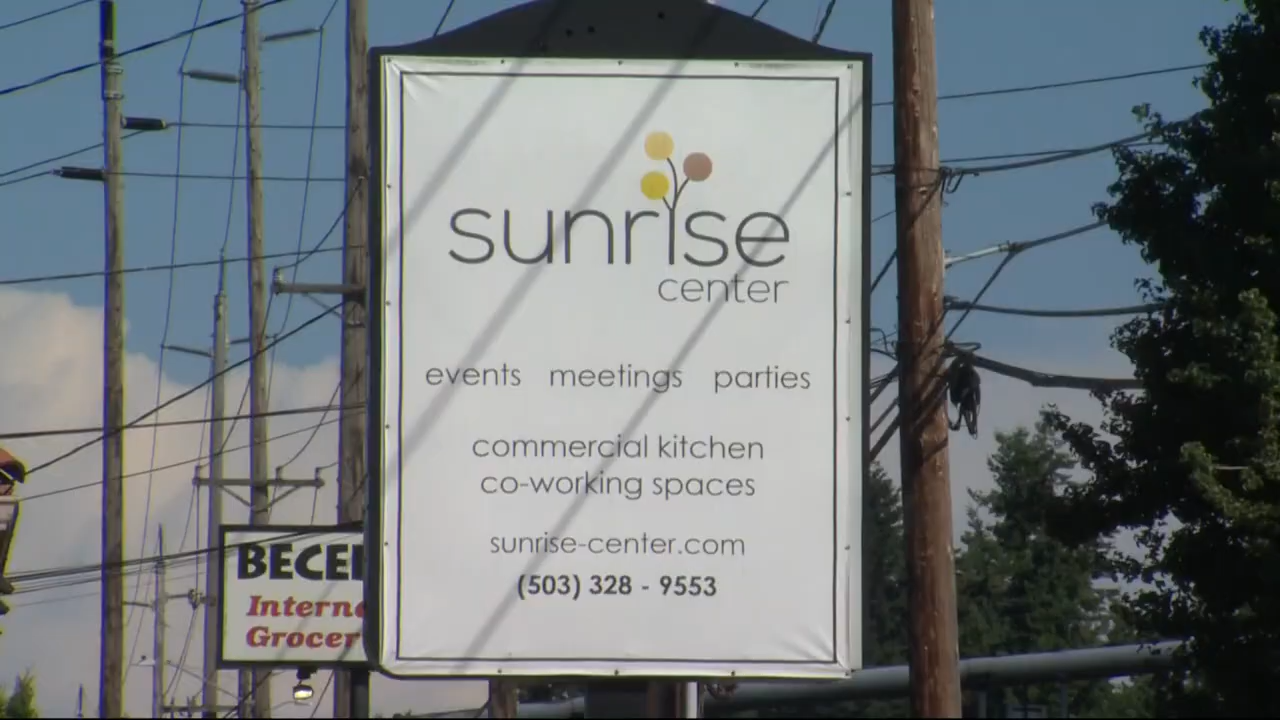 sunrise
center
events meetings parties
commercial kitchen
co-working spaces
sunrise-center.com
(503) 328 - 9553